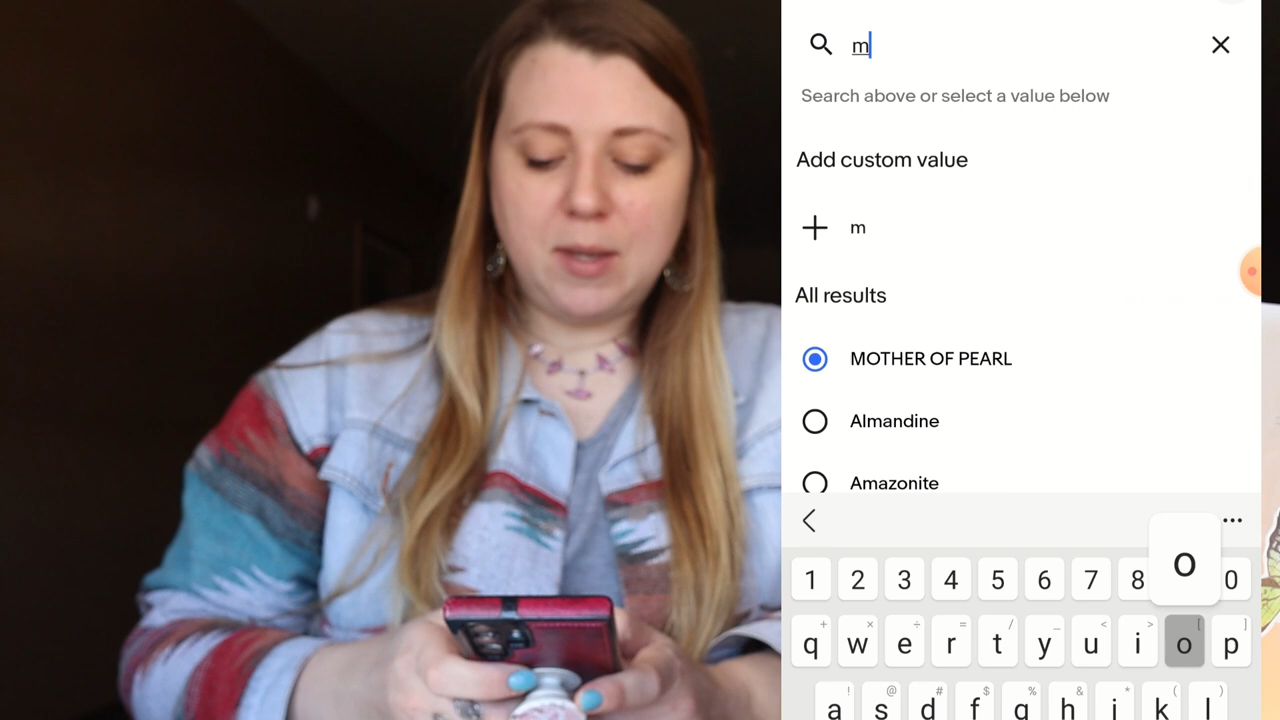 m
Search above or select a value below
Add custom value
m
All results
MOTHER OF PEARL
Almandine
Amazonite
o
1 2 3 4 5 6 7 8 0
+ × ÷ = / _ < > [ ]
q w e r t y u i o p
! @ # $ % & * ( )
a s d f g h j k l